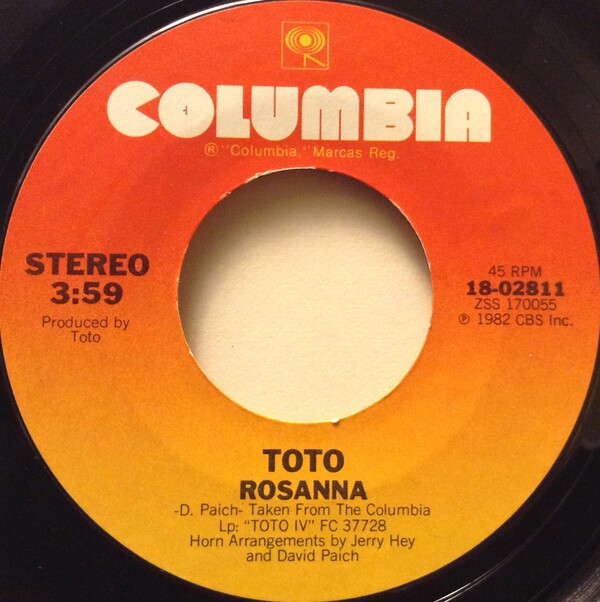 COLUMBIA
® "Columbia," Marcas Reg.
STEREO
3:59
Produced by
Toto
45 RPM
18-02811
ZSS 170055
℗ 1982 CBS Inc.
TOTO
ROSANNA
-D. Paich- Taken From The Columbia
Lp: "TOTO IV" FC 37728
Horn Arrangements by Jerry Hey
and David Paich